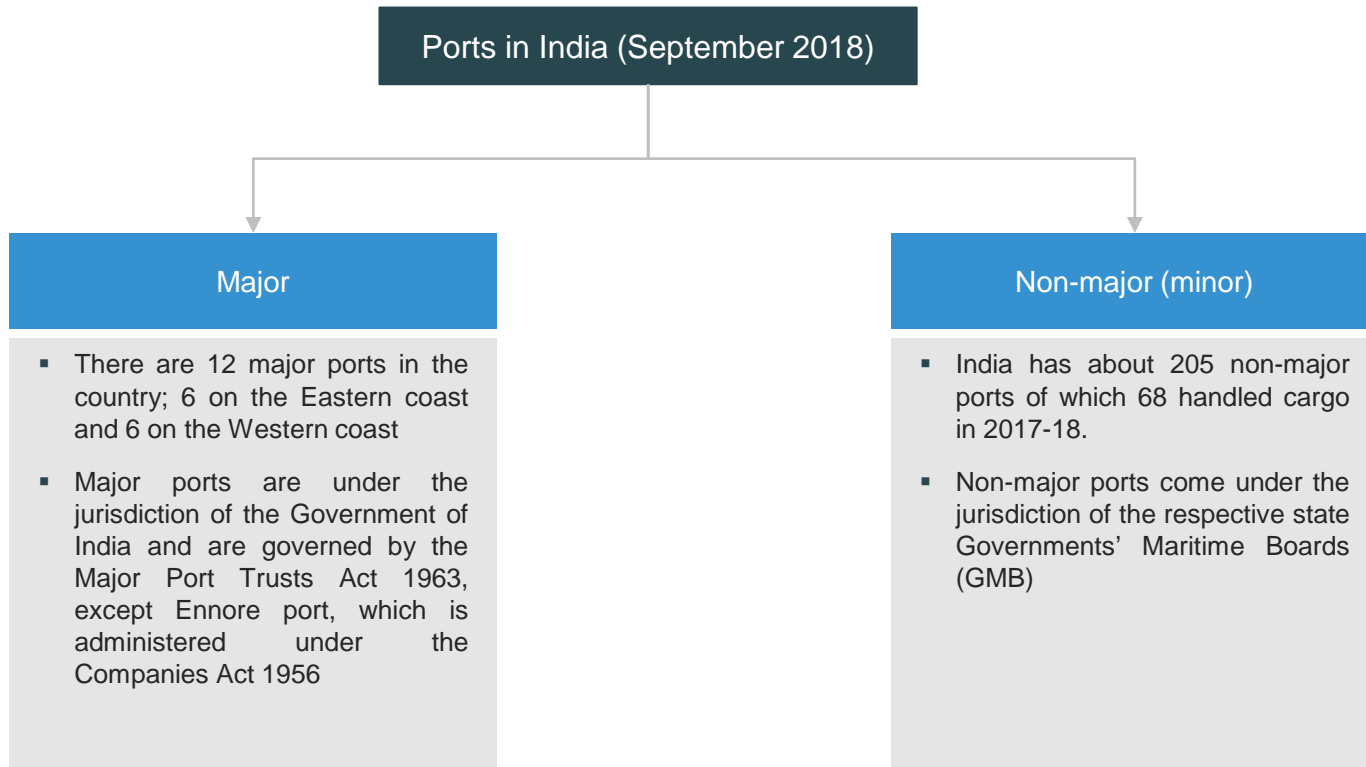 Ports in India (September 2018)
Major
▪ There are 12 major ports in the
country; 6 on the Eastern coast
and 6 on the Western coast
▪ Major ports are under the
jurisdiction of the Government of
India and are governed by the
Major Port Trusts Act 1963,
except Ennore port, which is
administered under the
Companies Act 1956
Non-major (minor)
▪ India has about 205 non-major
ports of which 68 handled cargo
in 2017-18.
▪ Non-major ports come under the
jurisdiction of the respective state
Governments’ Maritime Boards
(GMB)